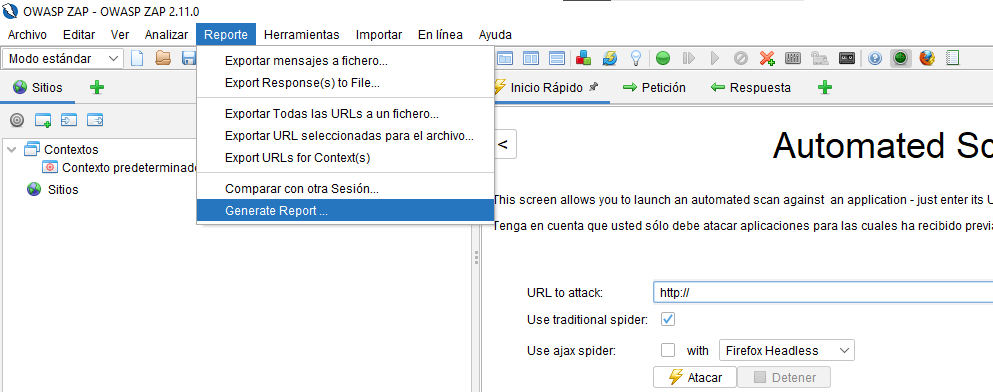 OWASP ZAP - OWASP ZAP 2.11.0
Archivo Editar Ver Analizar Reporte Herramientas Importar En línea Ayuda
Modo estándar
Exportar mensajes a fichero...
Export Response(s) to File...
Exportar Todas las URLs a un fichero...
Exportar URL seleccionadas para el archivo...
Export URLs for Context(s)
Comparar con otra Sesión...
Generate Report ...
Sitios
Contextos
Contexto predeterminado
Sitios
Inicio Rápido Petición Respuesta
<
Automated Sc
This screen allows you to launch an automated scan against an application - just enter its U
Tenga en cuenta que usted sólo debe atacar aplicaciones para las cuales ha recibido previa
URL to attack: http://
Use traditional spider:
Use ajax spider: with Firefox Headless
Atacar Detener